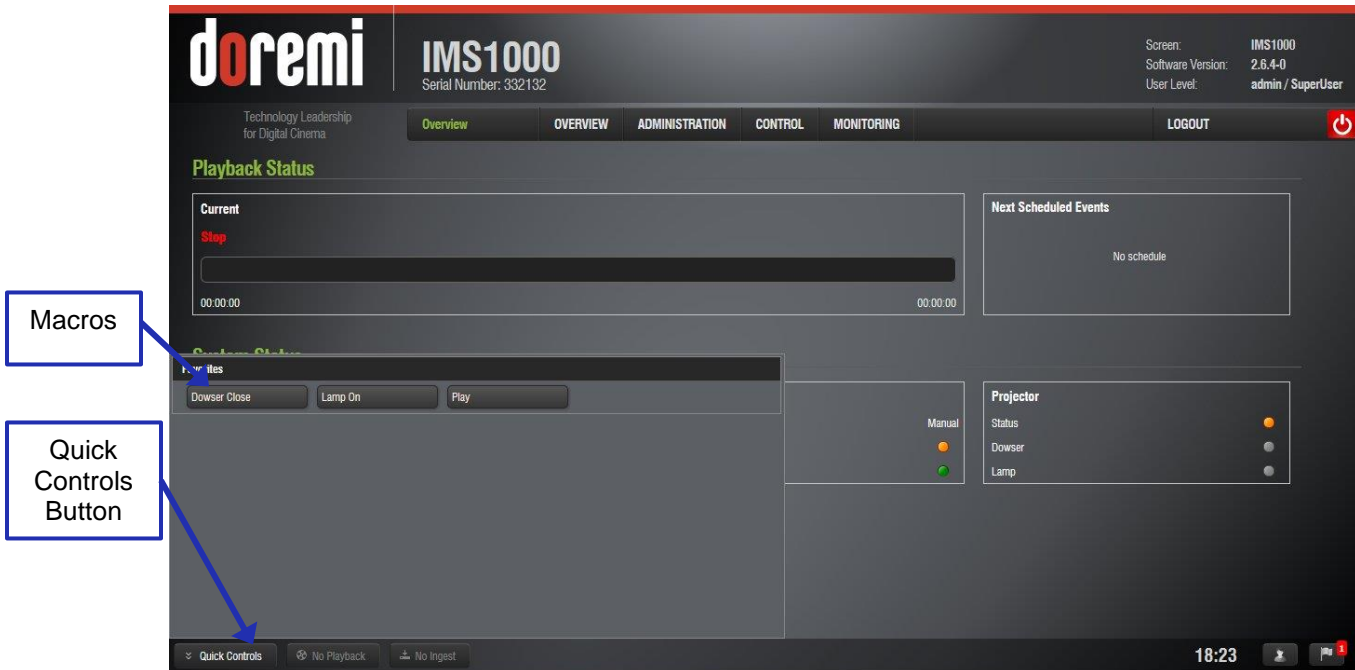 doremi
IMS1000
Serial Number: 332132
Screen: IMS1000
Software Version: 2.6.4-0
User Level: admin / SuperUser
Technology Leadership
for Digital Cinema
Overview OVERVIEW ADMINISTRATION CONTROL MONITORING LOGOUT
Playback Status
Current
Stop
00:00:00 00:00:00
Next Scheduled Events
No schedule
Macros
System Status
Favorites
Dowser Close Lamp On Play
Manual
Projector
Status
Dowser
Lamp
Quick
Controls
Button
Quick Controls No Playback No Ingest 18:23 1